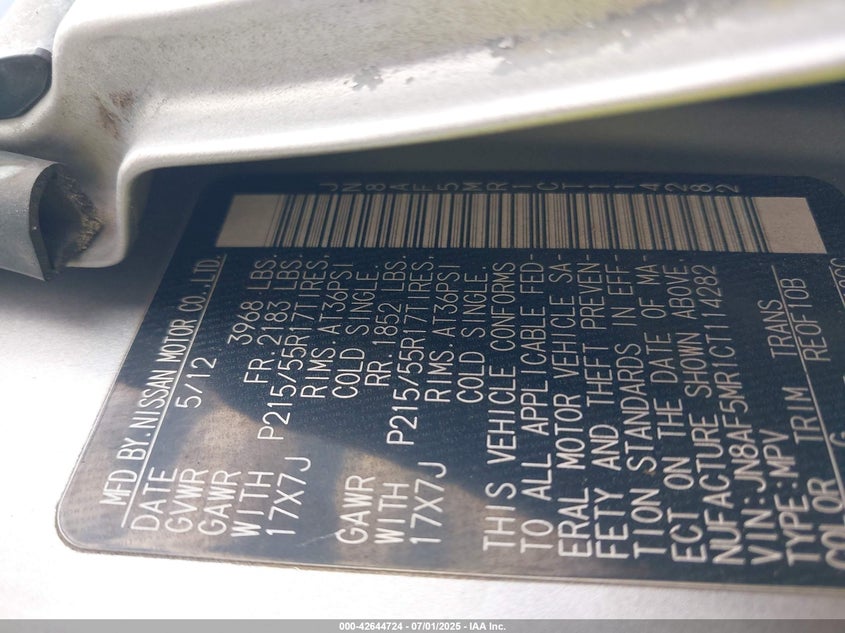 JN8AF5MR1CT114282
MFD BY. NISSAN MOTOR CO.,LTD.
DATE 5/12
GVWR 3968 LBS.
GAWR FR.2183 LBS.
WITH P215/55R17TIRES,
17X7J RIMS.AT36PSI
COLD SINGLE.
GAWR RR.1852 LBS.
WITH P215/55R17TIRES,
17X7J RIMS.AT36PSI
COLD SINGLE.
THIS VEHICLE CONFORMS
TO ALL APPLICABLE FED-
ERAL MOTOR VEHICLE SA-
FETY AND THEFT PREVEN-
TION STANDARDS IN EFF-
ECT ON THE DATE OF MA-
NUFACTURE SHOWN ABOVE.
VIN:JN8AF5MR1CT114282
TYPE:MPV
COLOR TRIM TRANS
REOFTOB
000-42644724 - 07/01/2025 - IAA Inc.